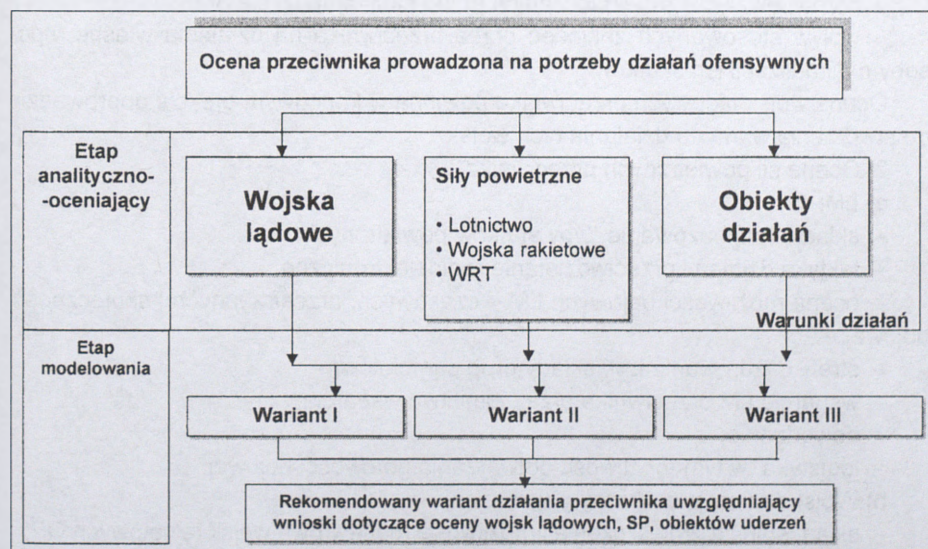 Ocena przeciwnika prowadzona na potrzeby działań ofensywnych
Etap
analityczno-
-oceniający
Wojska
lądowe
Siły powietrzne
• Lotnictwo
• Wojska rakietowe
• WRT
Obiekty
działań
Warunki działań
Etap
modelowania
Wariant I
Wariant II
Wariant III
Rekomendowany wariant działania przeciwnika uwzględniający
wnioski dotyczące oceny wojsk lądowych, SP, obiektów uderzeń